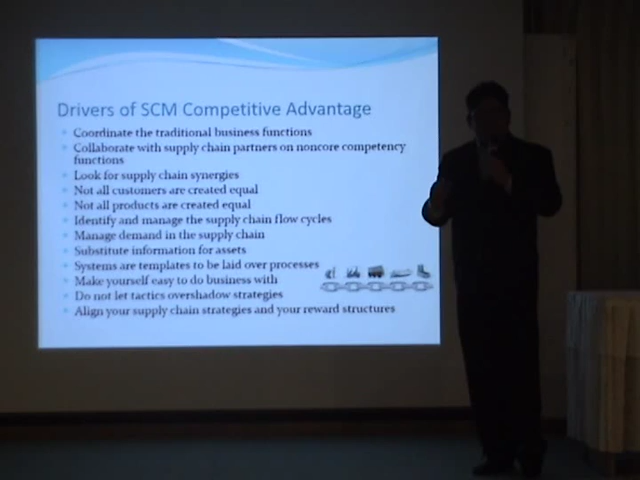 Drivers of SCM Competitive Advantage
Coordinate the traditional business functions
Collaborate with supply chain partners on noncore competency
functions
Look for supply chain synergies
Not all customers are created equal
Not all products are created equal
Identify and manage the supply chain flow cycles
Manage demand in the supply chain
Substitute information for assets
Systems are templates to be laid over processes
Make yourself easy to do business with
Do not let tactics overshadow strategies
Align your supply chain strategies and your reward structures